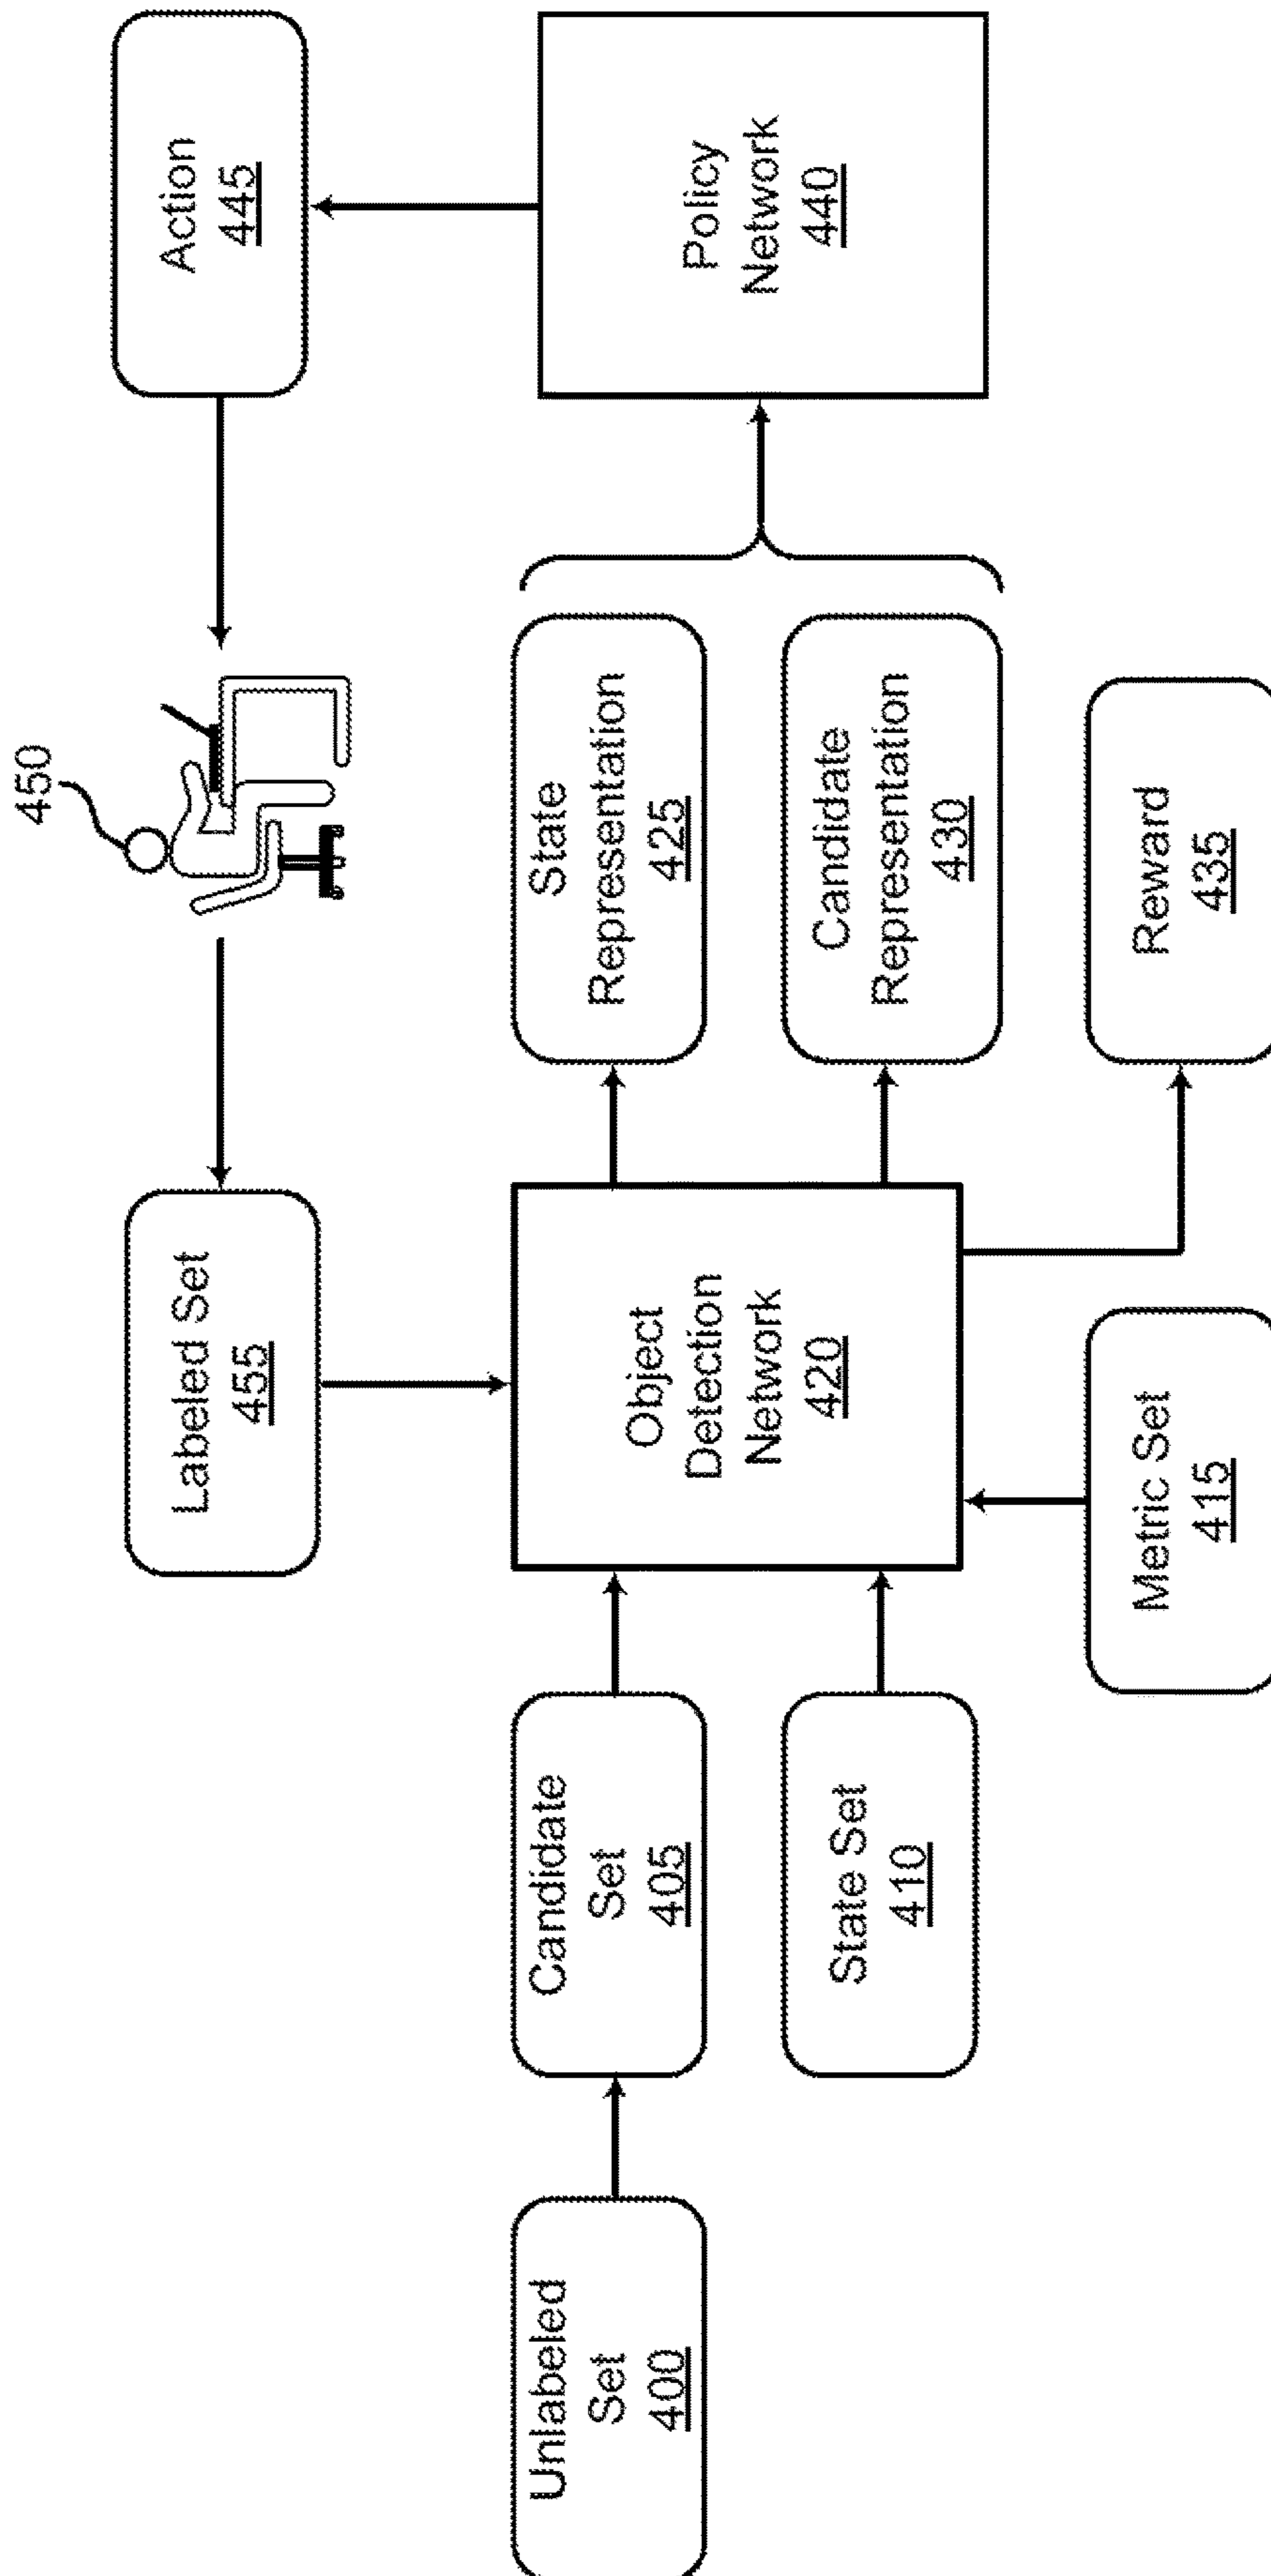 450
Action
445
Labeled Set
455
Unlabeled
Set
400
Candidate
Set
405
State Set
410
Metric Set
415
Object
Detection
Network
420
State
Representation
425
Candidate
Representation
430
Reward
435
Policy
Network
440